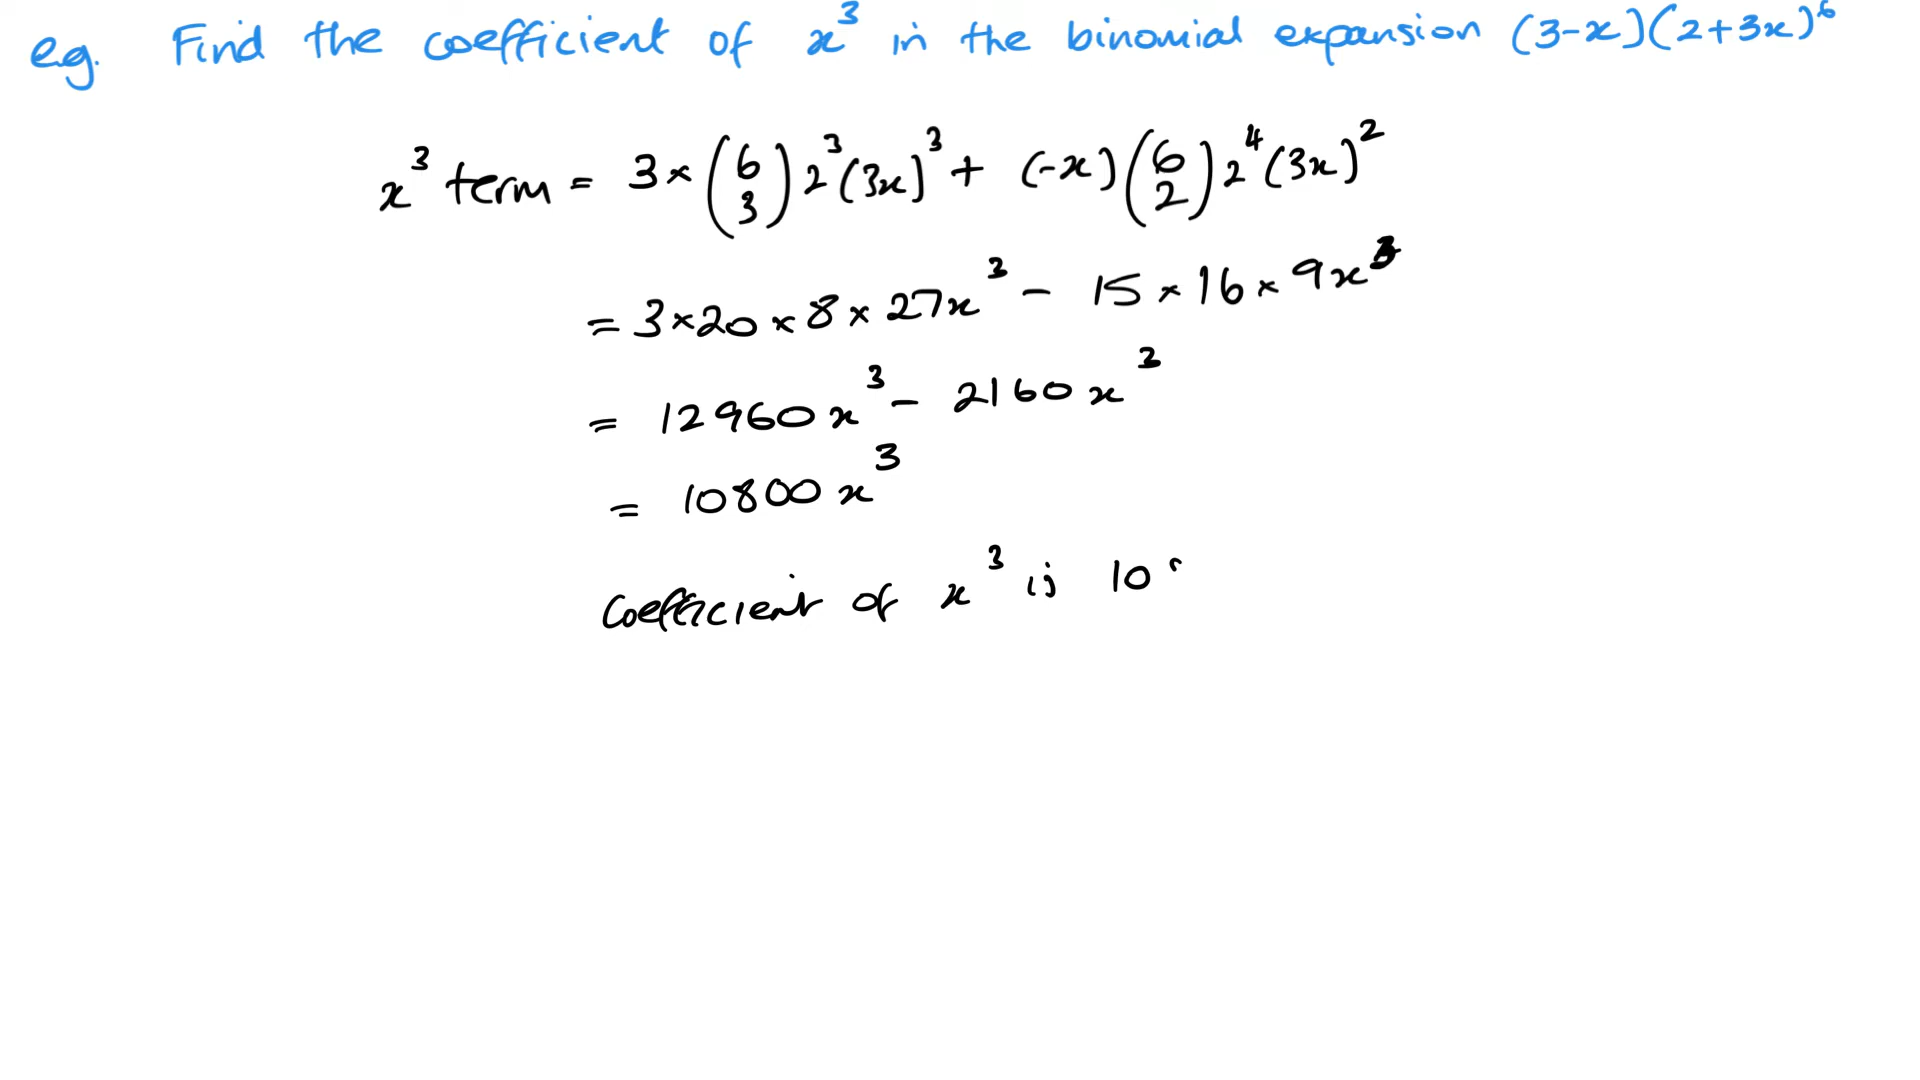 e.g. Find the coefficient of x³ in the binomial expansion (3-x)(2+3x)⁶
x³ term = 3 × (6 3) 2³ (3x)³ + (-x) (6 2) 2⁴ (3x)²
= 3 × 20 × 8 × 27x³ - 15 × 16 × 9x³
= 12960x³ - 2160x³
= 10800x³
coefficient of x³ is 10